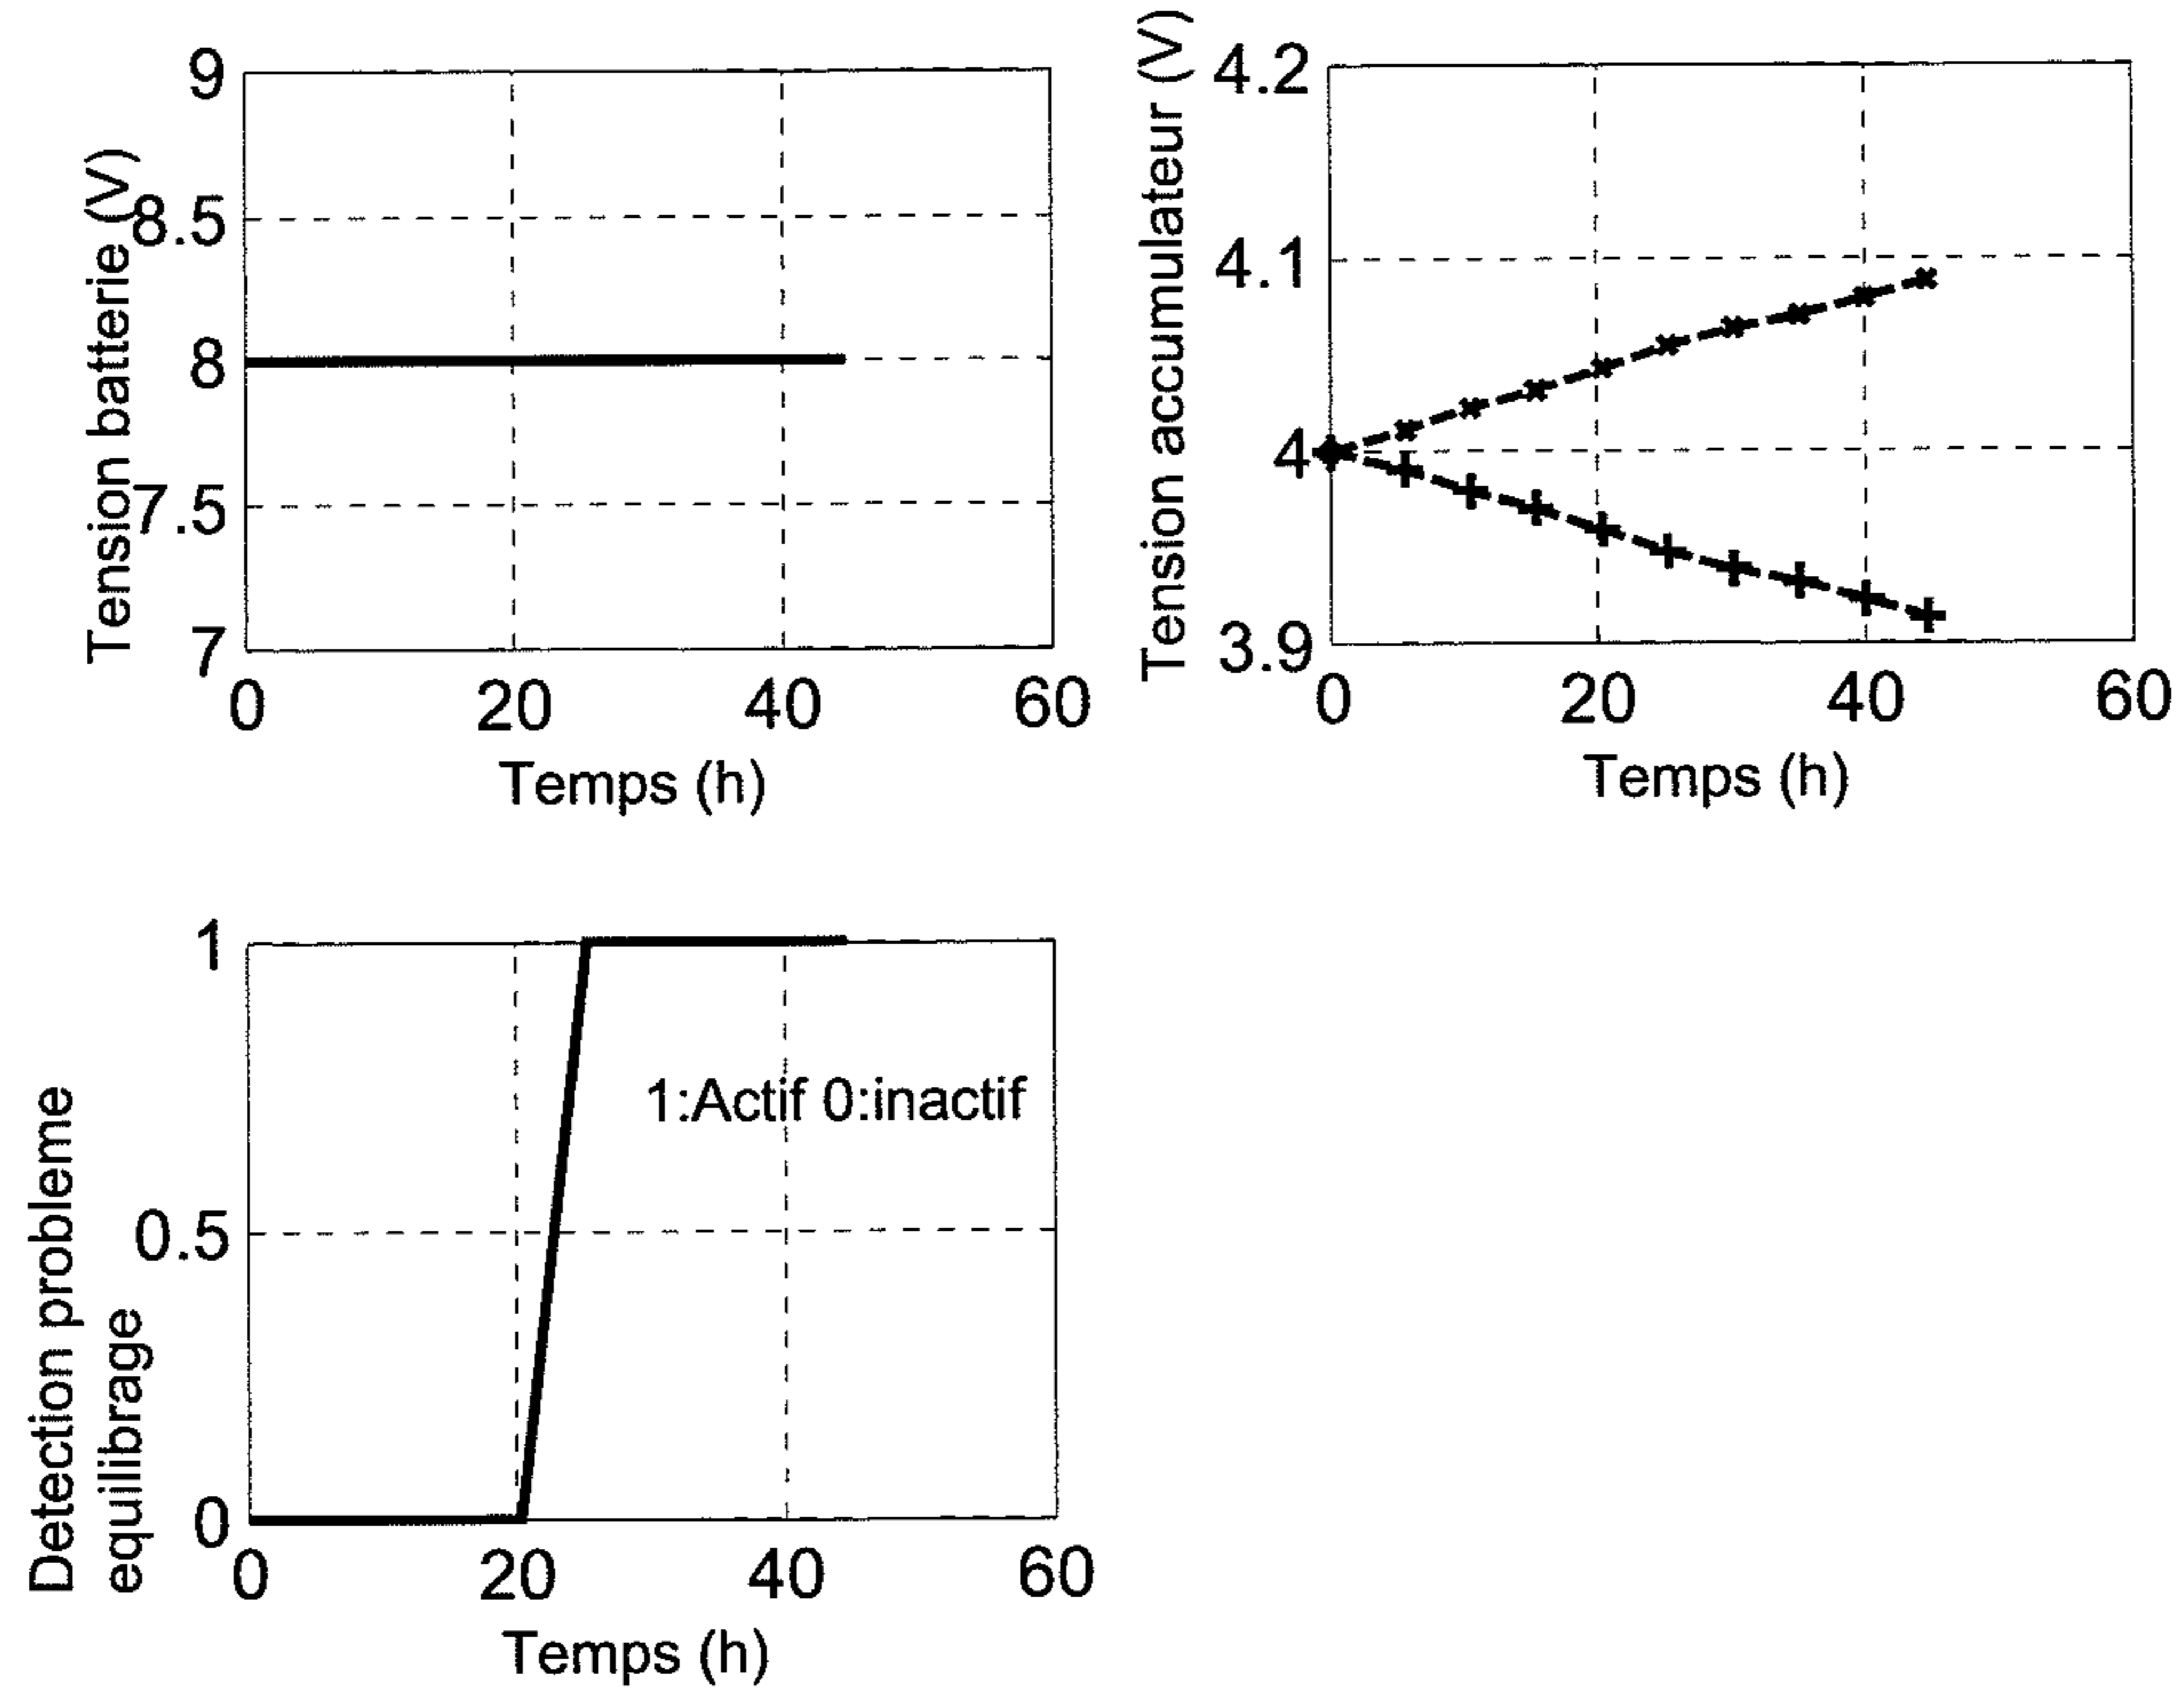 Tension batterie (V)
9
8.5
8
7.5
7
0 20 40 60
Temps (h)
Tension accumulateur (V)
4.2
4.1
4
3.9
0 20 40 60
Temps (h)
Detection probleme
equilibrage
1
0.5
0
1:Actif 0:inactif
0 20 40 60
Temps (h)